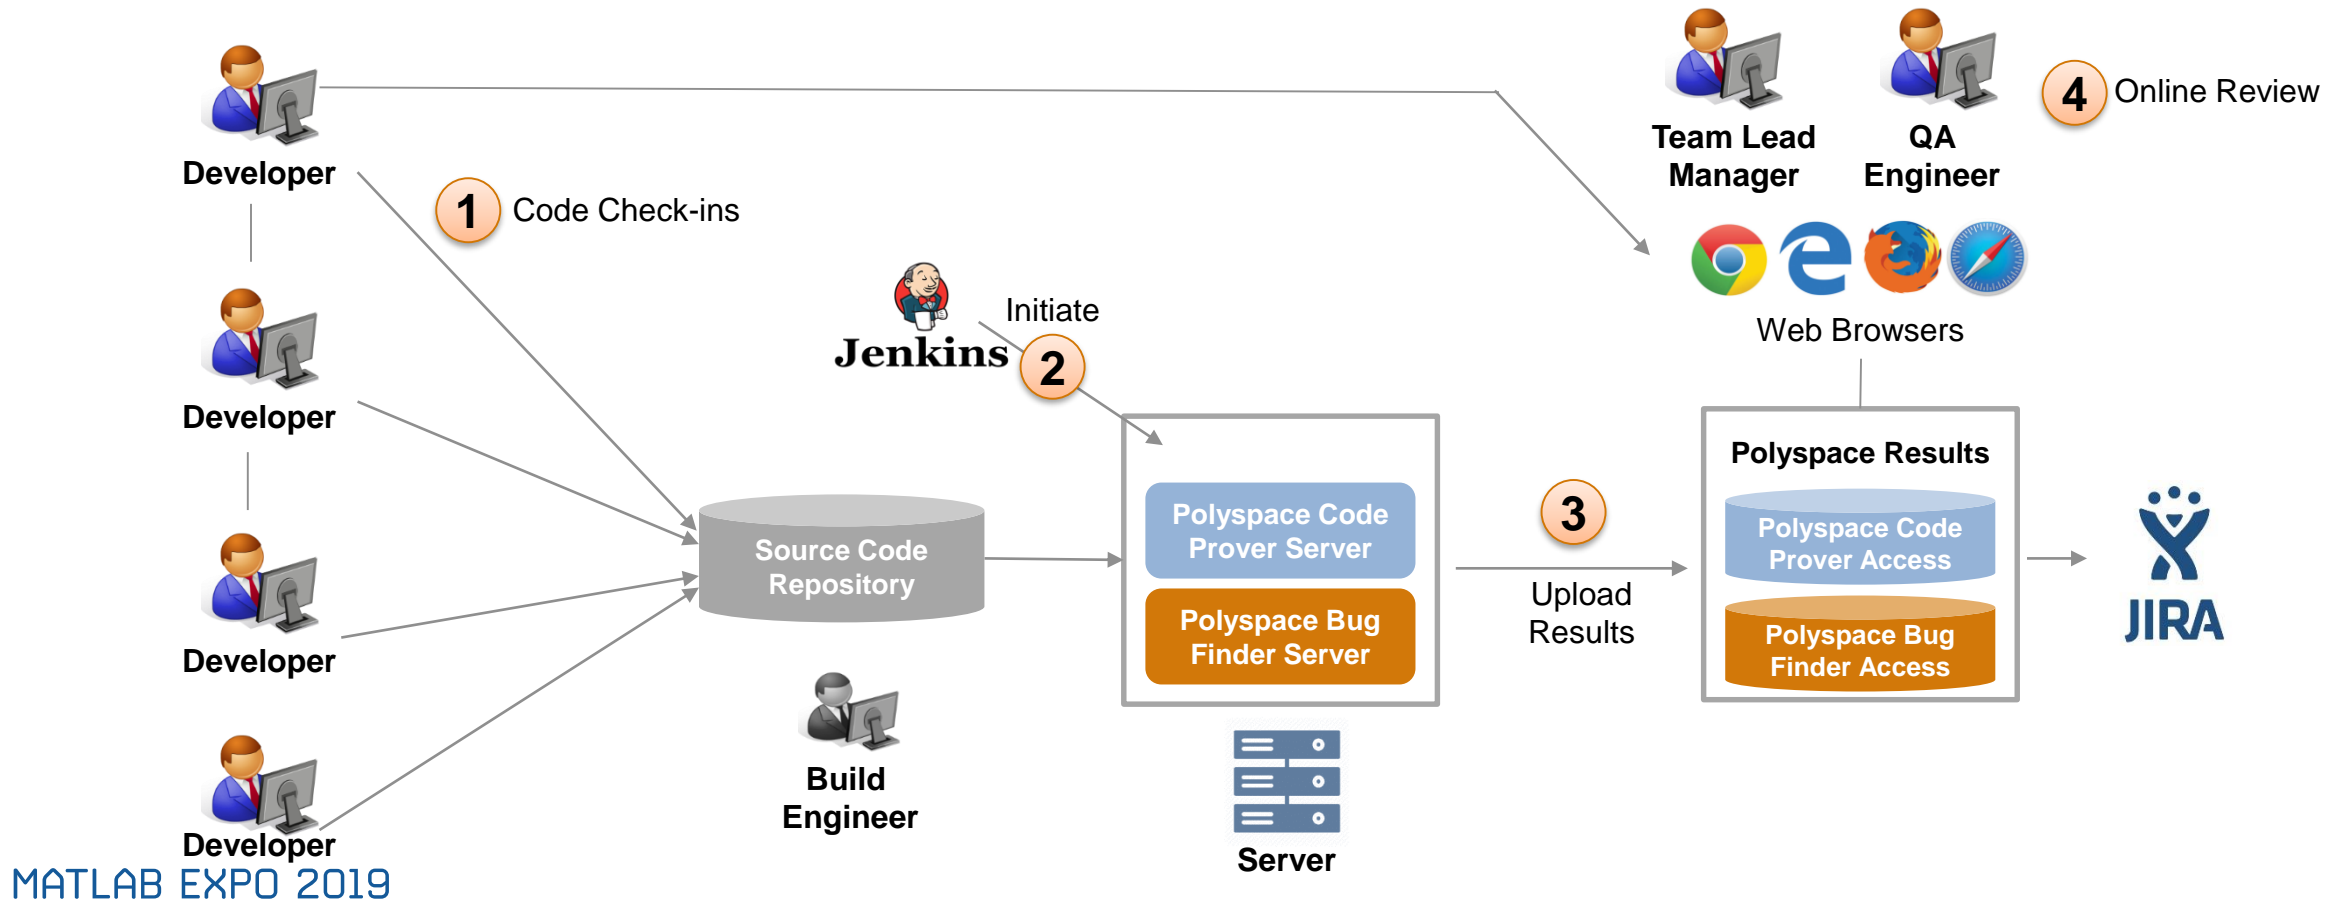 Developer
Developer
Developer
Developer
1
Code Check-ins
Jenkins
Initiate
2
Source Code
Repository
Build
Engineer
Polyspace Code
Prover Server
Polyspace Bug
Finder Server
Server
3
Upload
Results
Team Lead
Manager
QA
Engineer
4
Online Review
Web Browsers
Polyspace Results
Polyspace Code
Prover Access
Polyspace Bug
Finder Access
JIRA
MATLAB EXPO 2019